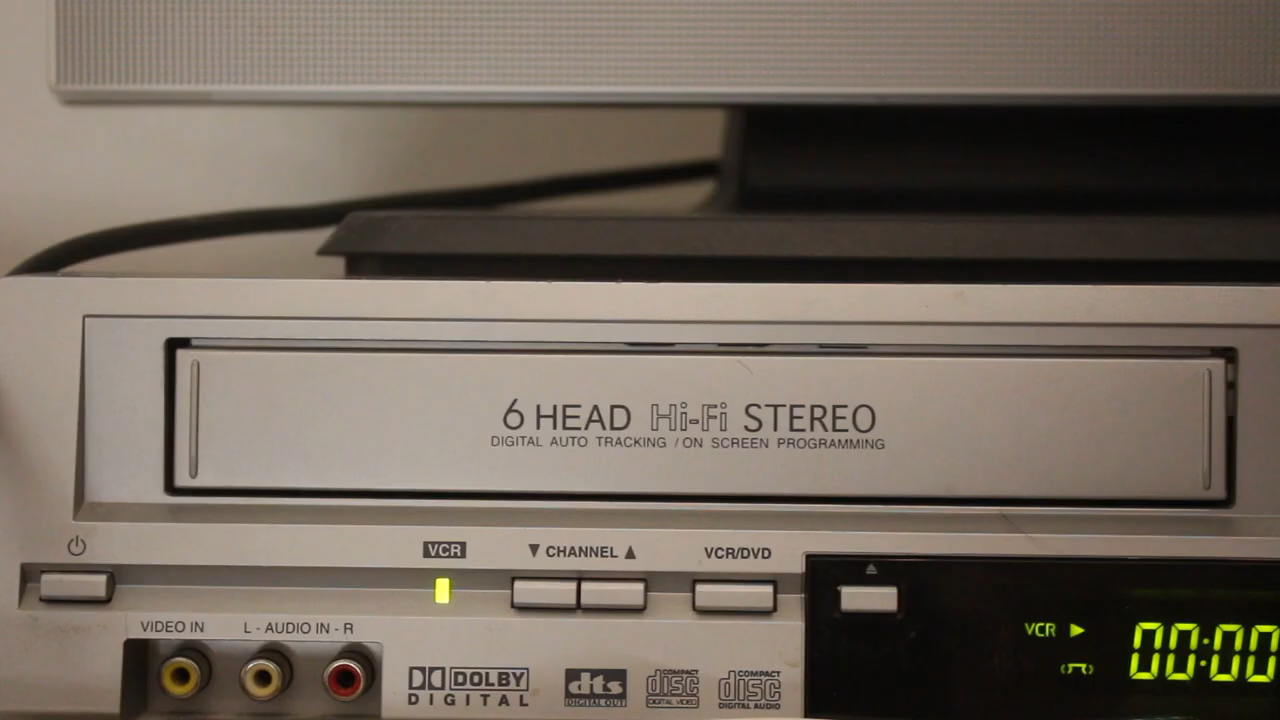 6 HEAD Hi-Fi STEREO
DIGITAL AUTO TRACKING / ON SCREEN PROGRAMMING
VCR
▼ CHANNEL ▲
VCR/DVD
VIDEO IN
L - AUDIO IN - R
VCR ►
00:00
DOLBY
DIGITAL
dts
DIGITAL OUT
COMPACT
disc
DIGITAL VIDEO
COMPACT
disc
DIGITAL AUDIO